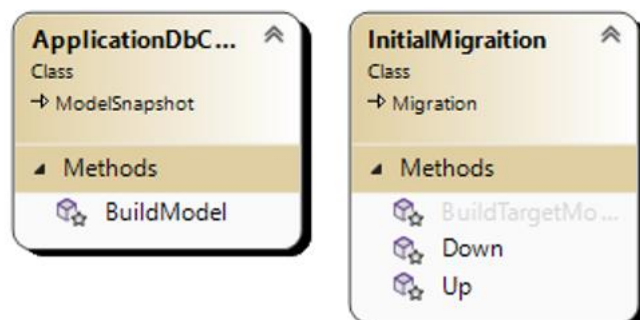 ApplicationDbC...
Class
ModelSnapshot
Methods
BuildModel
InitialMigraition
Class
Migration
Methods
BuildTargetMo...
Down
Up